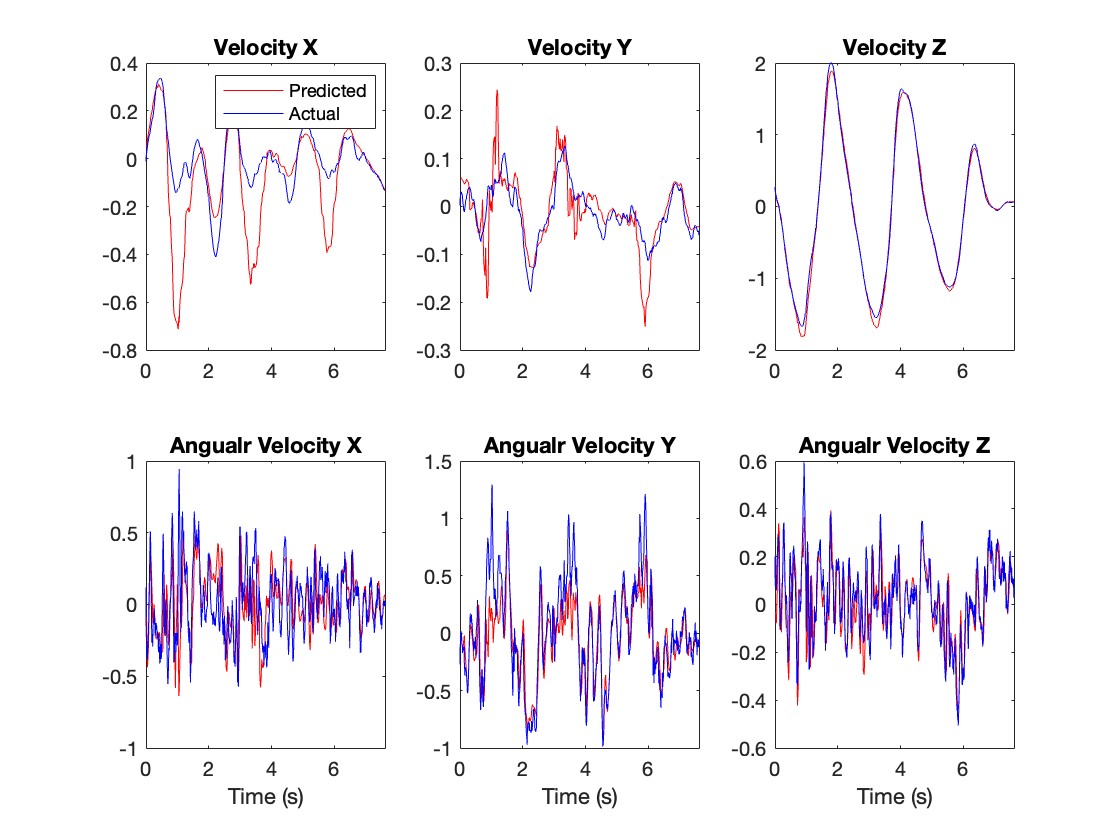 Velocity X
0.4
0.2
0
-0.2
-0.4
-0.6
-0.8
0 2 4 6
Predicted
Actual
Velocity Y
0.3
0.2
0.1
0
-0.1
-0.2
-0.3
0 2 4 6
Velocity Z
2
1
0
-1
-2
0 2 4 6
Angualr Velocity X
1
0.5
0
-0.5
-1
0 2 4 6
Time (s)
Angualr Velocity Y
1.5
1
0.5
0
-0.5
-1
0 2 4 6
Time (s)
Angualr Velocity Z
0.6
0.4
0.2
0
-0.2
-0.4
-0.6
0 2 4 6
Time (s)